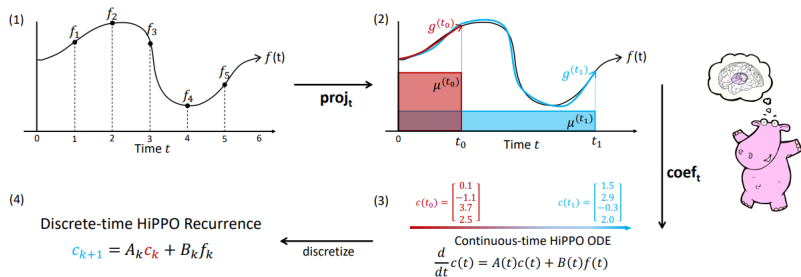 (1)
f₁
f₂
f₃
f₄
f₅
f(t)
0 1 2 3 4 5 6
Time t
proj_t
(2)
g^(t₀)
g^(t₁)
f(t)
μ^(t₀)
μ^(t₁)
0 t₀ Time t t₁
coef_t
(3)
c(t₀) = [0.1 −1.1 3.7 2.5]
c(t₁) = [1.5 2.9 −0.3 2.0]
Continuous-time HiPPO ODE
d/dt c(t) = A(t)c(t) + B(t)f(t)
discretize
(4)
Discrete-time HiPPO Recurrence
c_{k+1} = A_k c_k + B_k f_k